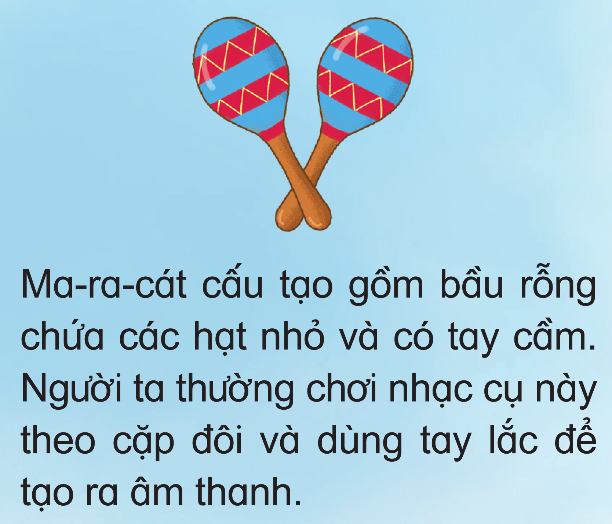 Ma-ra-cát cấu tạo gồm bầu rỗng
chứa các hạt nhỏ và có tay cầm.
Người ta thường chơi nhạc cụ này
theo cặp đôi và dùng tay lắc để
tạo ra âm thanh.